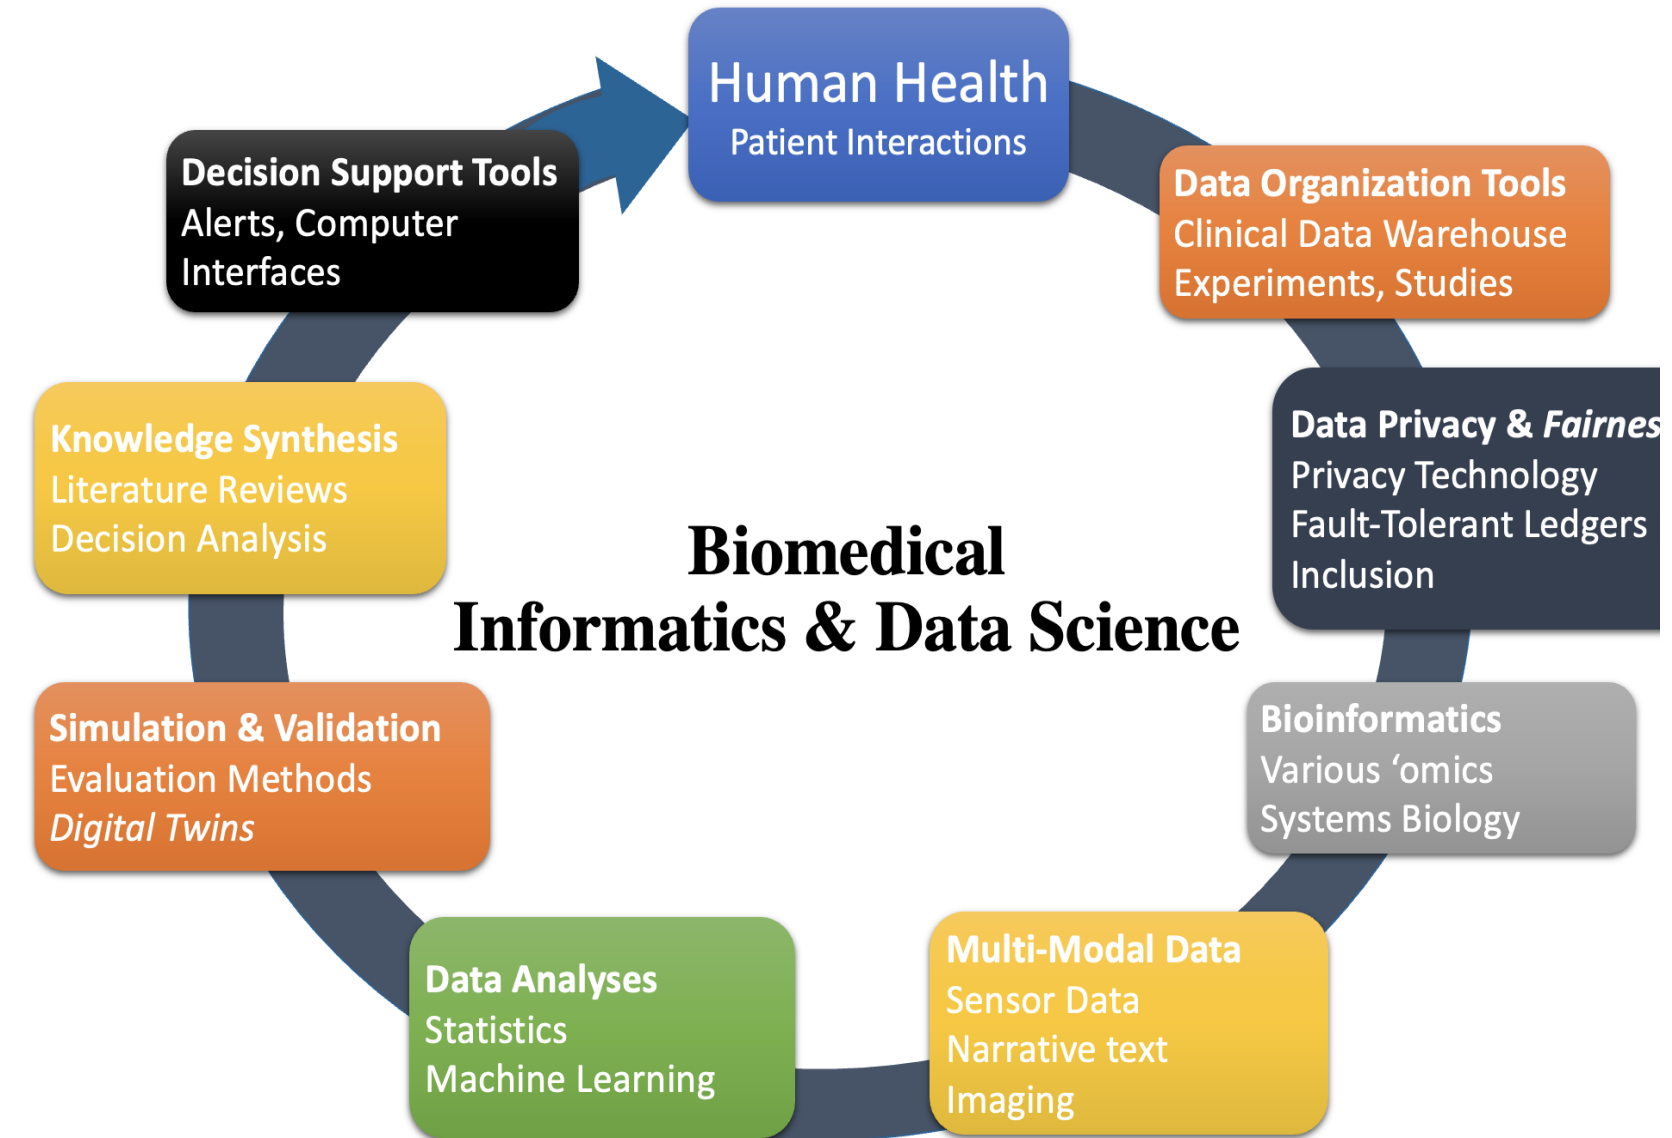 Human Health
Patient Interactions
Data Organization Tools
Clinical Data Warehouse
Experiments, Studies
Data Privacy & Fairnes
Privacy Technology
Fault-Tolerant Ledgers
Inclusion
Bioinformatics
Various ‘omics
Systems Biology
Multi-Modal Data
Sensor Data
Narrative text
Imaging
Data Analyses
Statistics
Machine Learning
Simulation & Validation
Evaluation Methods
Digital Twins
Knowledge Synthesis
Literature Reviews
Decision Analysis
Decision Support Tools
Alerts, Computer
Interfaces
Biomedical
Informatics & Data Science